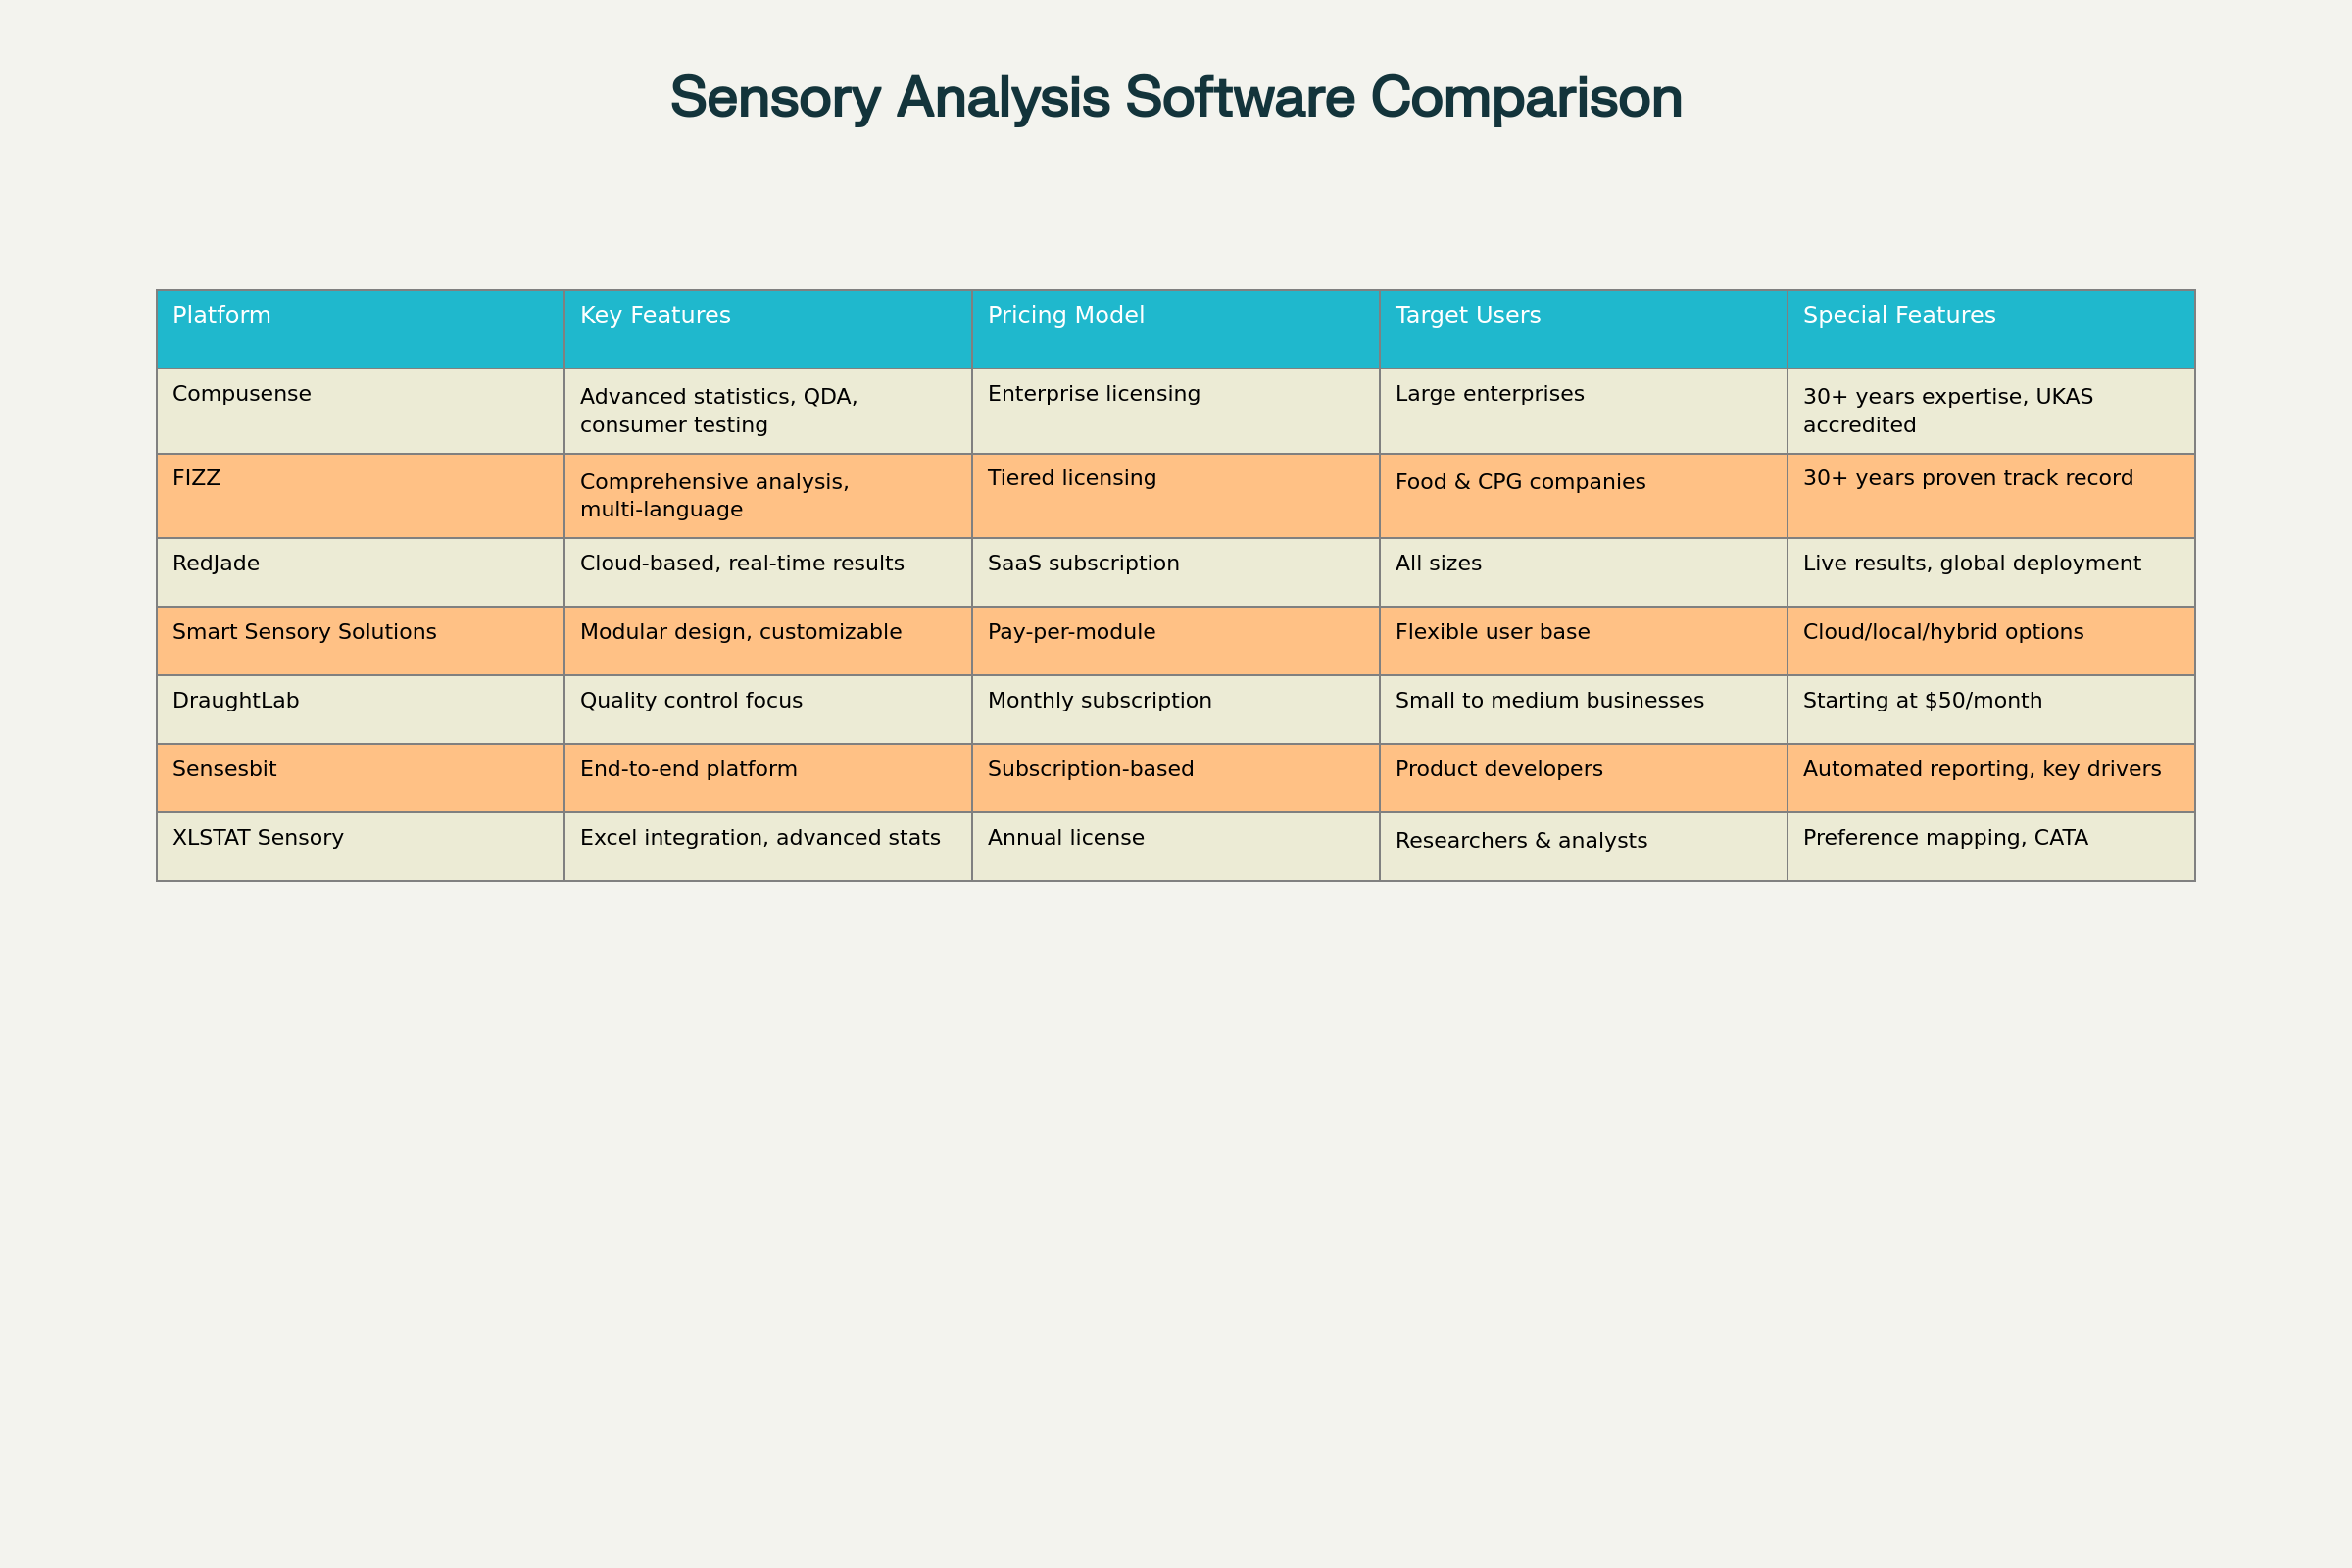 Sensory Analysis Software Comparison
Platform
Key Features
Pricing Model
Target Users
Special Features
Compusense
Advanced statistics, QDA,
consumer testing
Enterprise licensing
Large enterprises
30+ years expertise, UKAS
accredited
FIZZ
Comprehensive analysis,
multi-language
Tiered licensing
Food & CPG companies
30+ years proven track record
RedJade
Cloud-based, real-time results
SaaS subscription
All sizes
Live results, global deployment
Smart Sensory Solutions
Modular design, customizable
Pay-per-module
Flexible user base
Cloud/local/hybrid options
DraughtLab
Quality control focus
Monthly subscription
Small to medium businesses
Starting at $50/month
Sensesbit
End-to-end platform
Subscription-based
Product developers
Automated reporting, key drivers
XLSTAT Sensory
Excel integration, advanced stats
Annual license
Researchers & analysts
Preference mapping, CATA